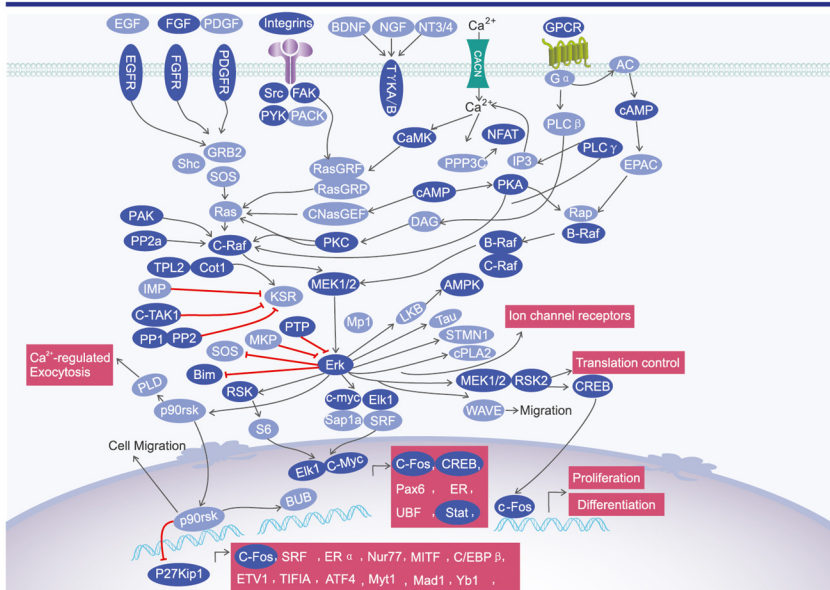 EGF FGF PDGF Integrins BDNF NGF NT3/4 Ca2+ GPCR
EGFR FGFR PDGFR TYKA/B CACN Gα AC
Src FAK
PYK PACK
Ca2+ cAMP
CaMK NFAT PLC β
GRB2 PLC γ
Shc RasGRF PPP3C IP3 EPAC
SOS RasGRP cAMP PKA
Ras CNasGEF DAG Rap
PAK B-Raf
PP2a C-Raf PKC B-Raf
C-Raf
TPL2 Cot1 MEK1/2 AMPK
IMP KSR LKB
C-TAK1 Mp1 Tau Ion channel receptors
PP1 PP2 PTP STMN1
MKP
SOS cPLA2
Ca2+-regulated
Exocytosis
Erk Translation control
Bim
PLD RSK MEK1/2 RSK2 CREB
c-myc Elk1
p90rsk WAVE Migration
Sap1a SRF
S6
Cell Migration
Elk1 C-Myc C-Fos, CREB,
Pax6 , ER ,
UBF Stat ,
Proliferation
BUB c-Fos Differentiation
p90rsk
P27Kip1
C-Fos, SRF , ER α , Nur77, MITF , C/EBP β,
ETV1 , TIFIA , ATF4 , Myt1 , Mad1 , Yb1 ,